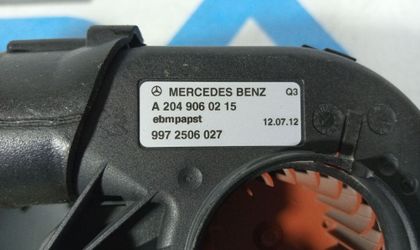 MERCEDES BENZ Q3
A 204 906 02 15
ebmpapst 12.07.12
997 2506 027